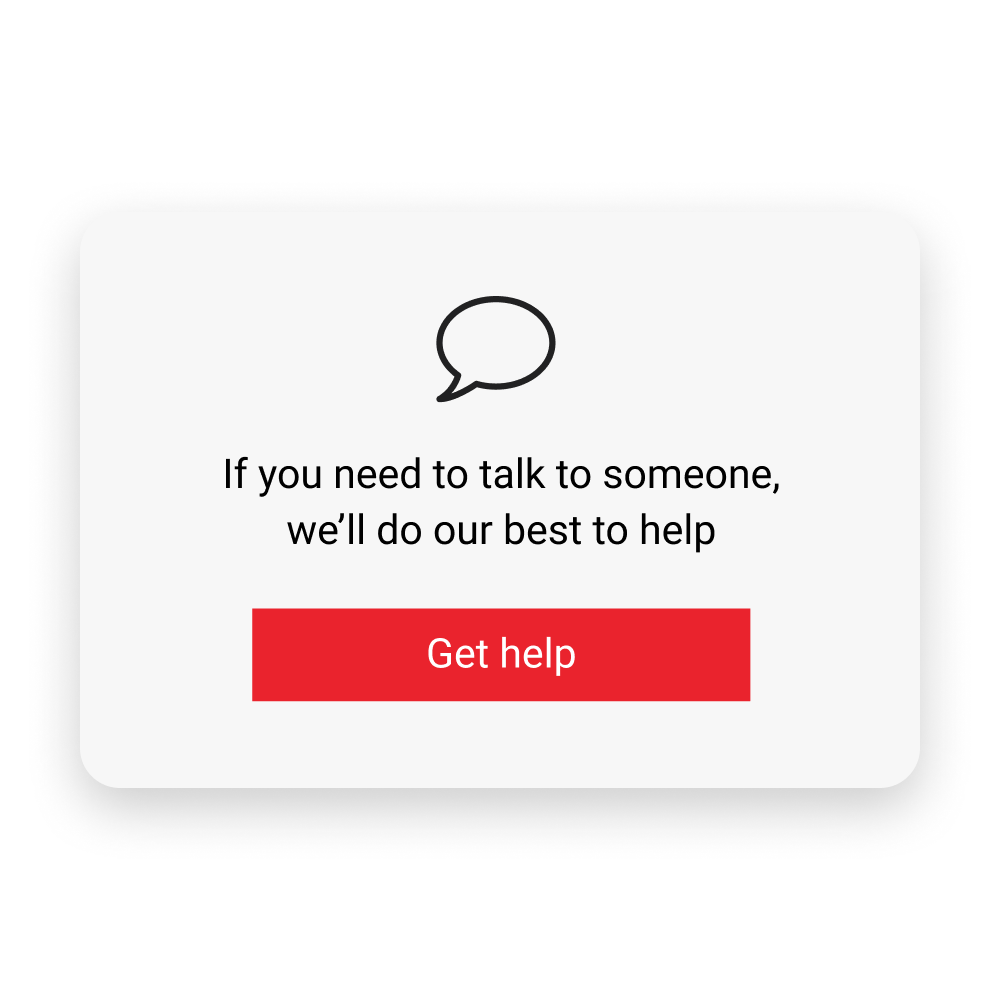 If you need to talk to someone,
we’ll do our best to help
Get help